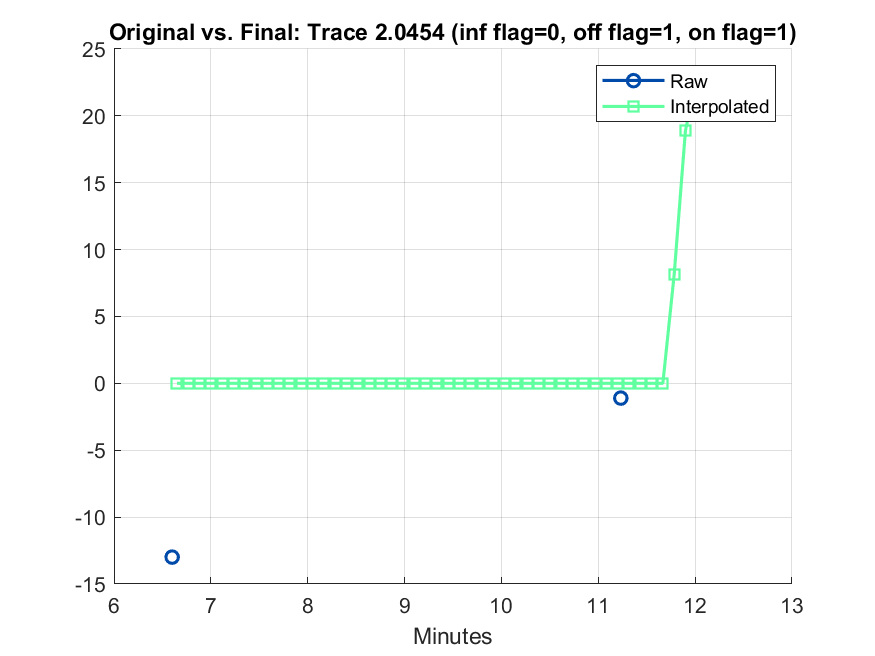 Original vs. Final: Trace 2.0454 (inf flag=0, off flag=1, on flag=1)
25
20
15
10
5
0
-5
-10
-15
Raw
Interpolated
6 7 8 9 10 11 12 13
Minutes